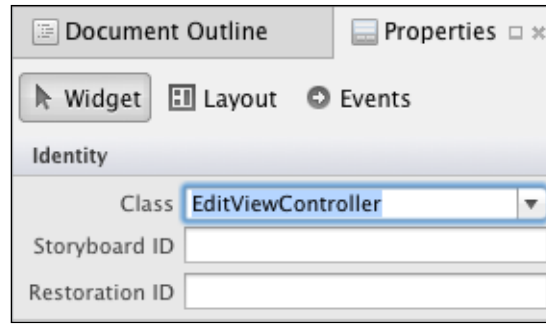 Document Outline
Properties
Widget
Layout
Events
Identity
Class EditViewController
Storyboard ID
Restoration ID